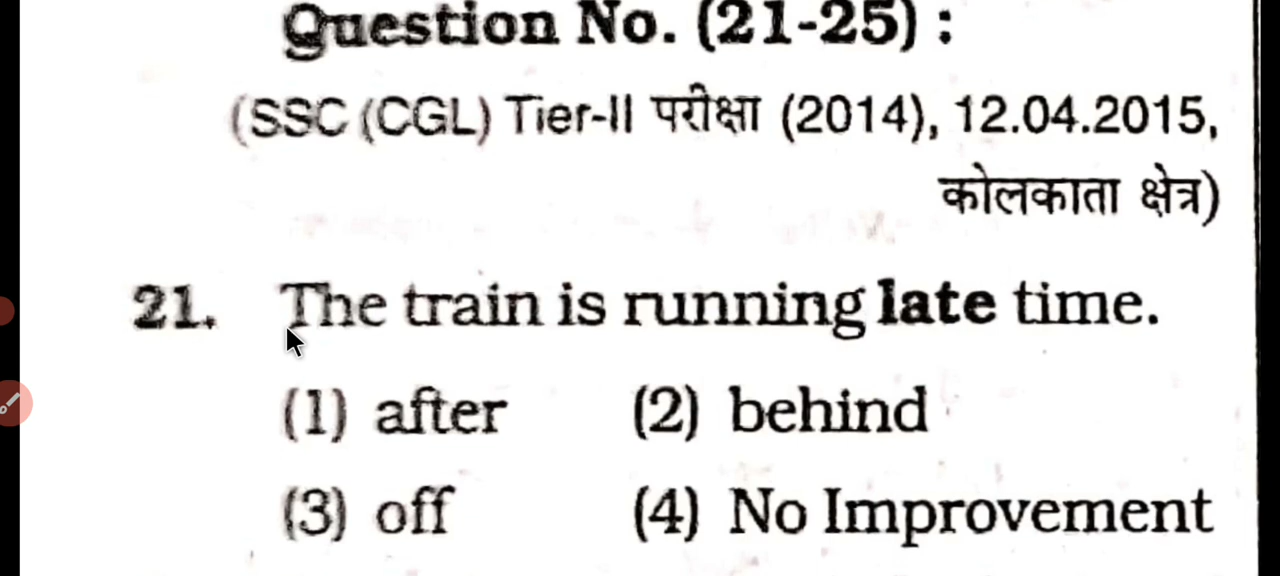 Question No. (21-25) :
(SSC (CGL) Tier-II परीक्षा (2014), 12.04.2015,
कोलकाता क्षेत्र)
21. The train is running late time.
(1) after (2) behind
(3) off (4) No Improvement